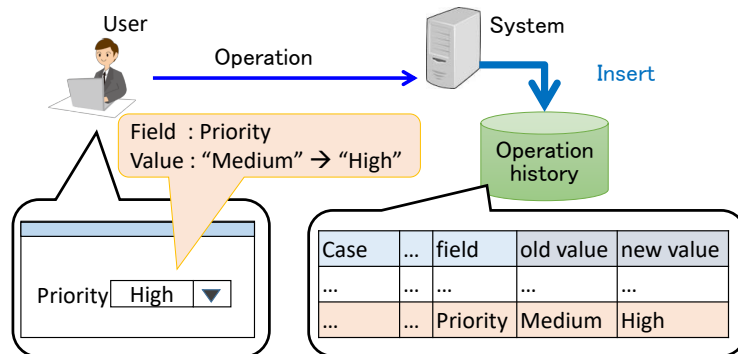 User
System
Operation
Insert
Field : Priority
Value : “Medium” → “High”
Operation
history
Priority High
Case ... field old value new value
... ... ... ... ...
... ... Priority Medium High